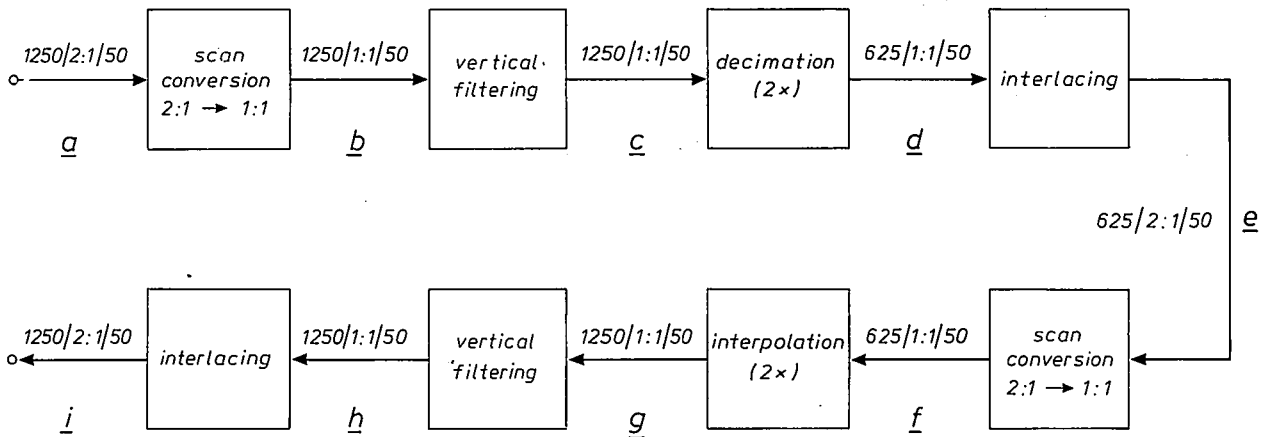 1250/2:1/50
scan
conversion
2:1 → 1:1
1250/1:1/50
vertical
filtering
1250/1:1/50
decimation
(2×)
625/1:1/50
interlacing
a
b
c
d
625/2:1/50
e
1250/2:1/50
interlacing
1250/1:1/50
vertical
filtering
1250/1:1/50
interpolation
(2×)
625/1:1/50
scan
conversion
2:1 → 1:1
i
h
g
f